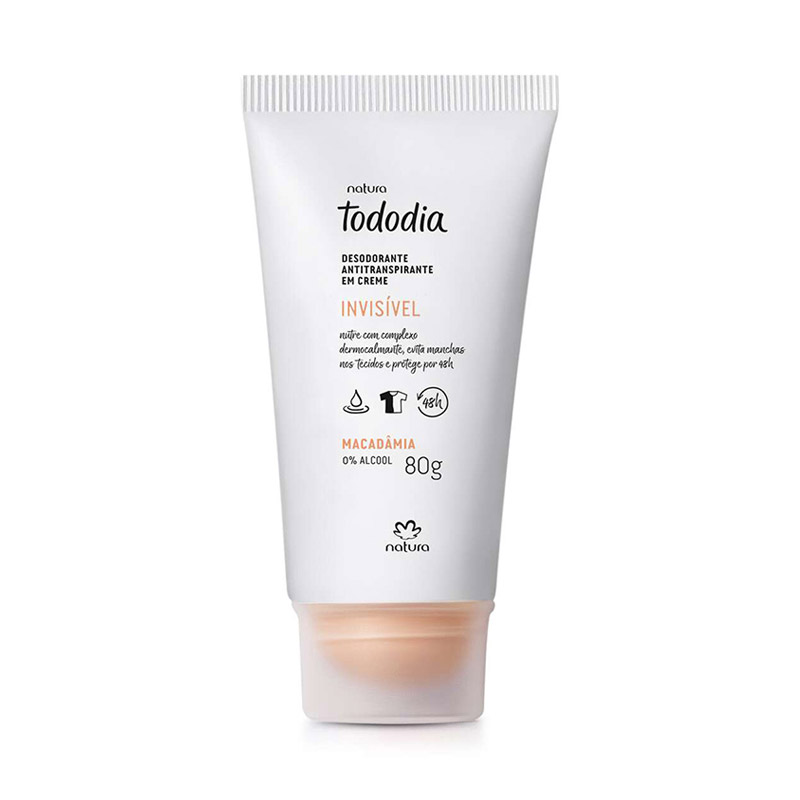 natura
Tododia
DESODORANTE
ANTITRANSPIRANTE
EM CREME
INVISÍVEL
nutre com complexo
dermocalmante, evita manchas
nos tecidos e protege por 48h
48h
MACADÂMIA
0% ALCOOL 80g
natura